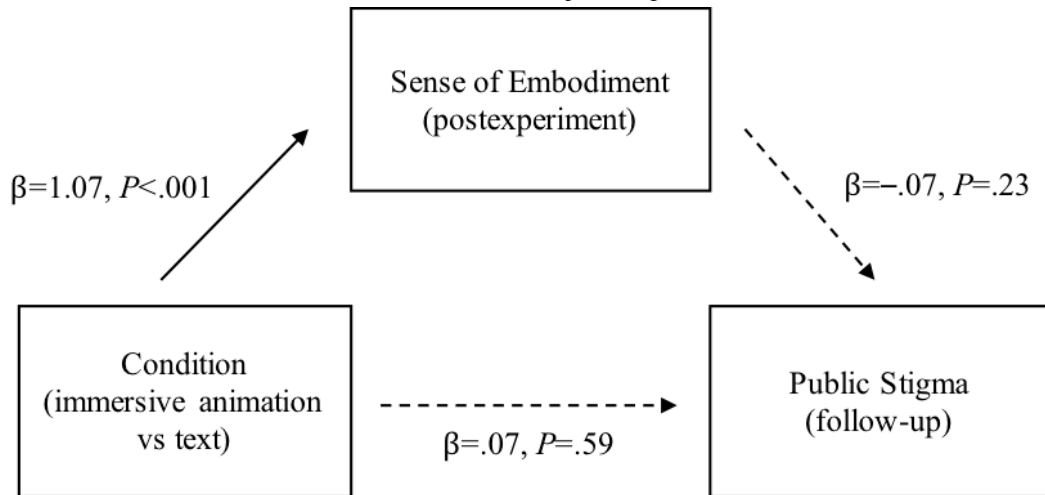 Sense of Embodiment
(postexperiment)
β=1.07, P<.001
β=–.07, P=.23
Condition
(immersive animation
vs text)
β=.07, P=.59
Public Stigma
(follow-up)